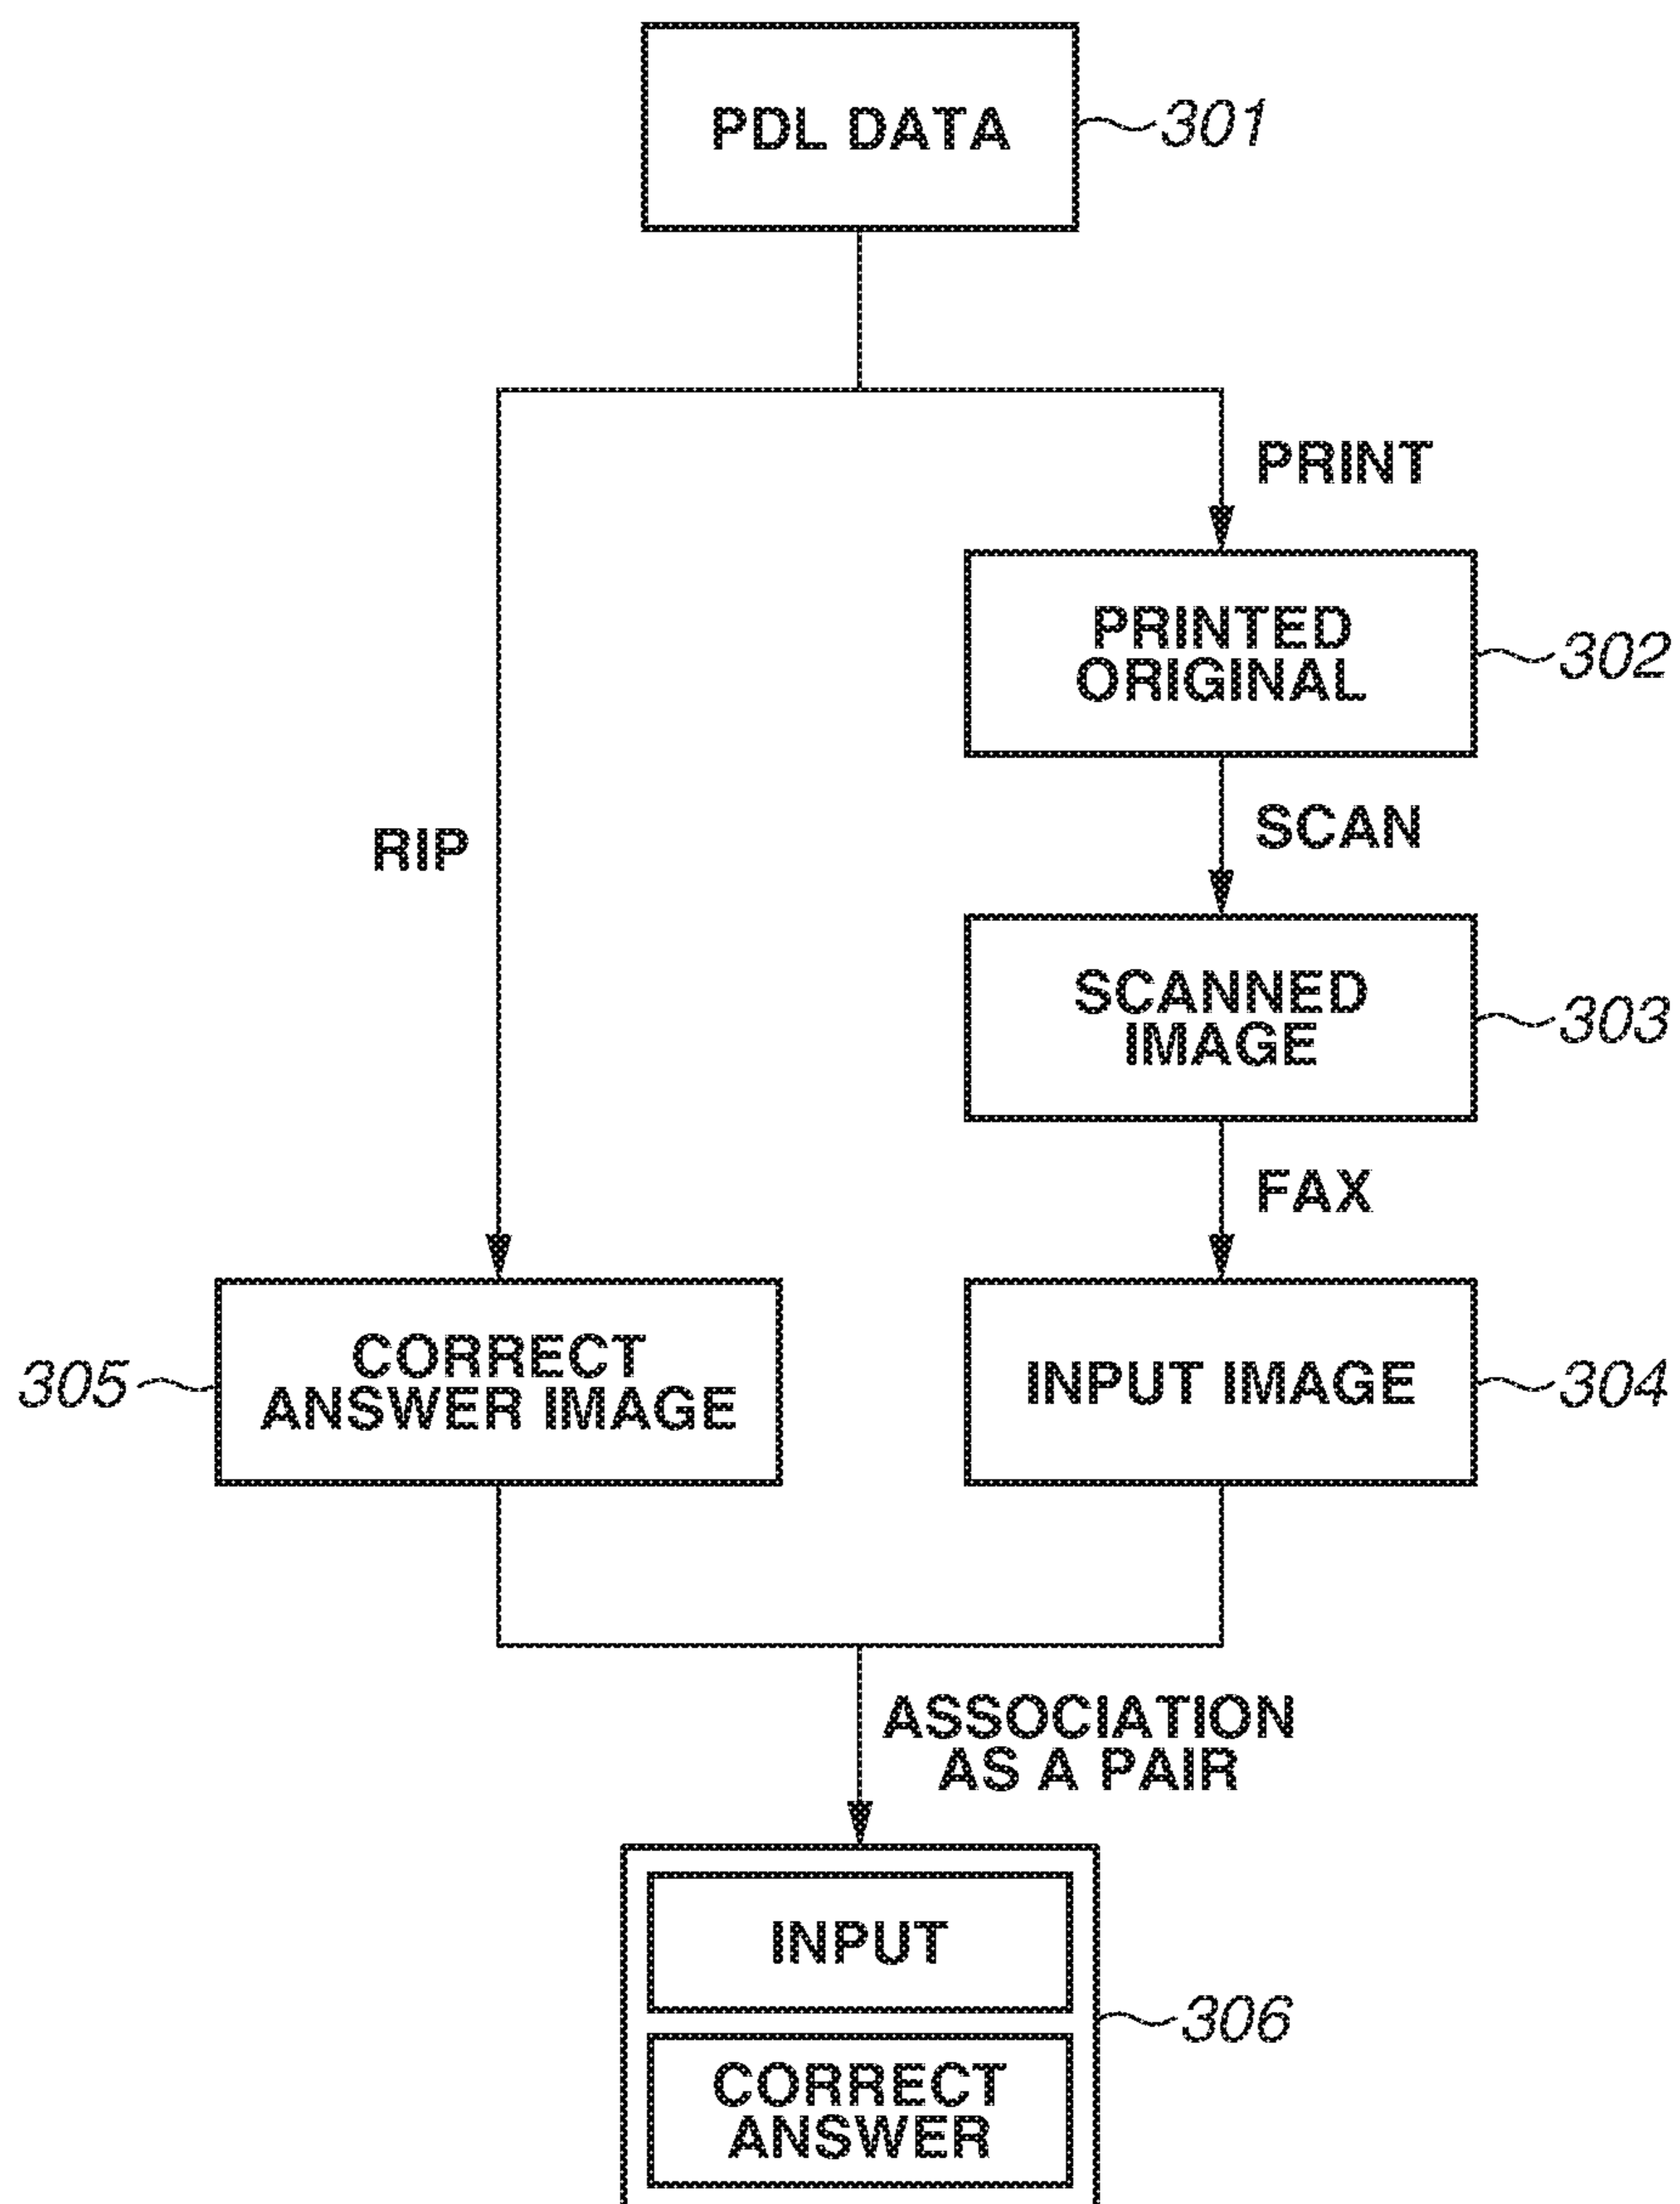 PDL DATA
301
PRINT
PRINTED
ORIGINAL
302
RIP
SCAN
SCANNED
IMAGE
303
FAX
305
CORRECT
ANSWER IMAGE
INPUT IMAGE
304
ASSOCIATION
AS A PAIR
INPUT
306
CORRECT
ANSWER